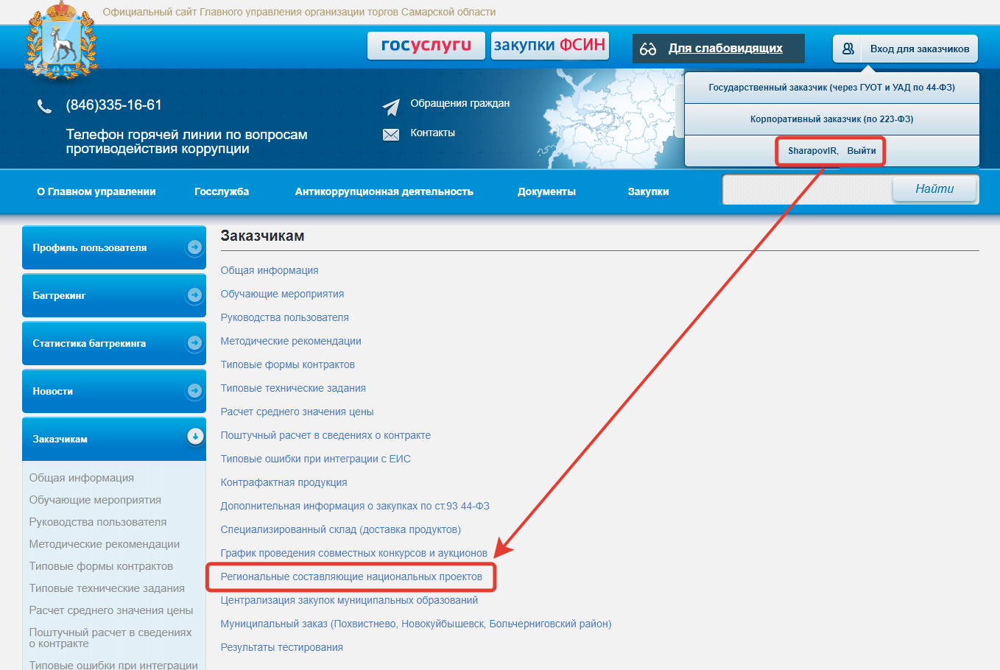 Официальный сайт Главного управления организации торгов Самарской области
госуслуги
закупки ФСИН
Для слабовидящих
Вход для заказчиков
Государственный заказчик (через ГУОТ и УАД по 44-ФЗ)
Корпоративный заказчик (по 223-ФЗ)
SharapovIR, Выйти
(846)335-16-61
Телефон горячей линии по вопросам
противодействия коррупции
Обращения граждан
Контакты
О Главном управлении
Госслужба
Антикоррупционная деятельность
Документы
Закупки
Найти
Профиль пользователя
Багтрекинг
Статистика багтрекинга
Новости
Заказчикам
Общая информация
Обучающие мероприятия
Руководства пользователя
Методические рекомендации
Типовые формы контрактов
Типовые технические задания
Расчет среднего значения цены
Поштучный расчет в сведениях
о контракте
Типовые ошибки при интеграции
Заказчикам
Общая информация
Обучающие мероприятия
Руководства пользователя
Методические рекомендации
Типовые формы контрактов
Типовые технические задания
Расчет среднего значения цены
Поштучный расчет в сведениях о контракте
Типовые ошибки при интеграции с ЕИС
Контрафактная продукция
Дополнительная информация о закупках по ст.93 44-ФЗ
Специализированный склад (доставка продуктов)
График проведения совместных конкурсов и аукционов
Региональные составляющие национальных проектов
Централизация закупок муниципальных образований
Муниципальный заказ (Похвистнево, Новокуйбышевск, Больчерниговский район)
Результаты тестирования